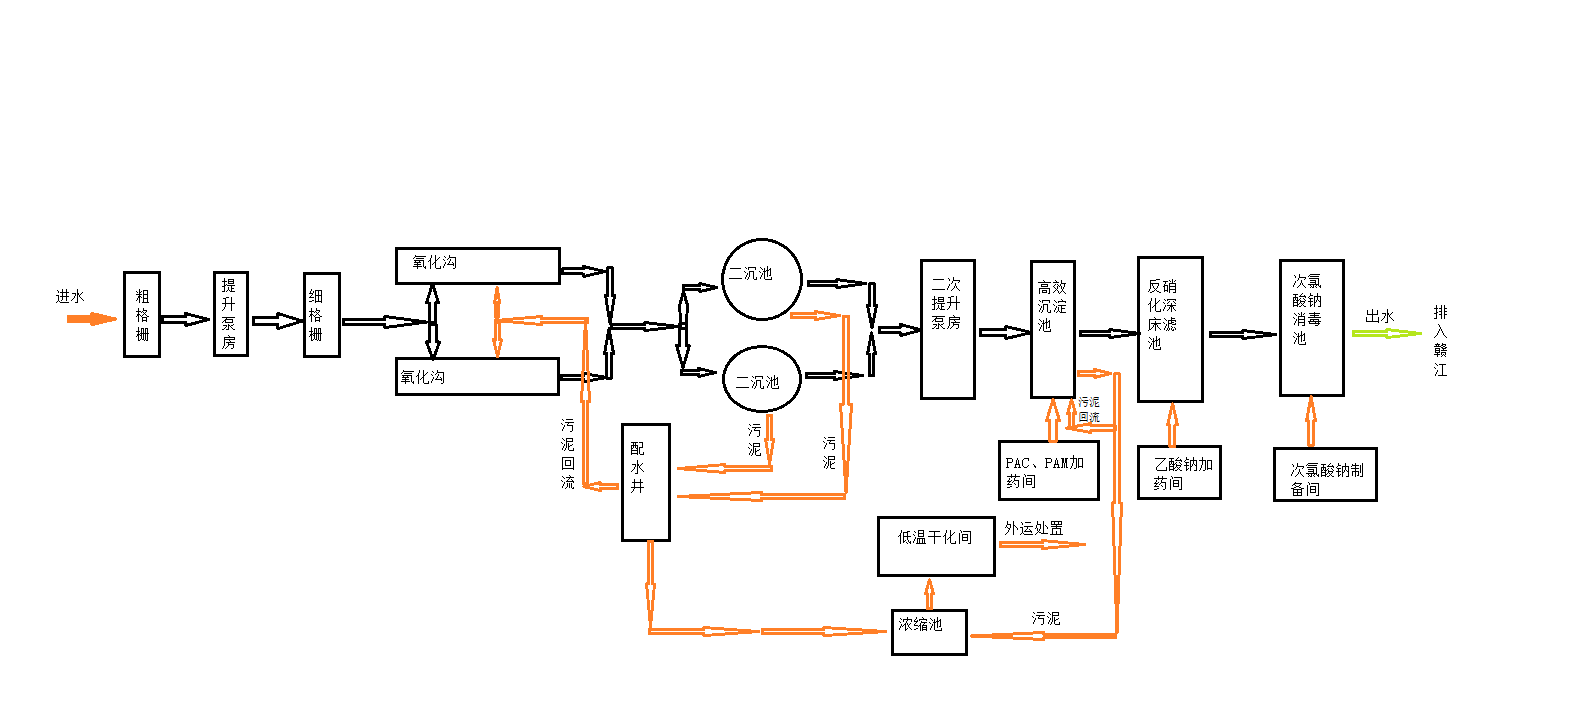 进水
粗
格
栅
提
升
泵
房
细
格
栅
氧化沟
氧化沟
污
泥
回
流
配
水
井
二沉池
二沉池
污
泥
污
泥
二次
提升
泵房
高效
沉淀
池
污泥
回流
PAC、PAM加
药间
反硝
化深
床滤
池
乙酸钠加
药间
次氯
酸钠
消毒
池
次氯酸钠制
备间
出水
排
入
赣
江
低温干化间
外运处置
浓缩池
污泥